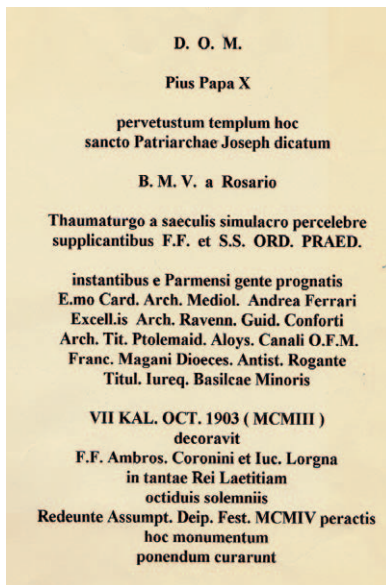 D. O. M.
Pius Papa X
pervetustum templum hoc
sancto Patriarchae Joseph dicatum
B. M. V. a Rosario
Thaumaturgo a saeculis simulacro percelebre
supplicantibus F.F. et S.S. ORD. PRAED.
instantibus e Parmensi gente prognatis
E.mo Card. Arch. Mediol. Andrea Ferrari
Excell.is Arch. Ravenn. Guid. Conforti
Arch. Tit. Ptolemaid. Aloys. Canali O.F.M.
Franc. Magani Dioeces. Antist. Rogante
Titul. Iureq. Basilcae Minoris
VII KAL. OCT. 1903 ( MCMIII )
decoravit
F.F. Ambros. Coronini et Iuc. Lorgna
in tantae Rei Laetitiam
octiduis solemniis
Redeunte Assumpt. Deip. Fest. MCMIV peractis
hoc monumentum
ponendum curarunt